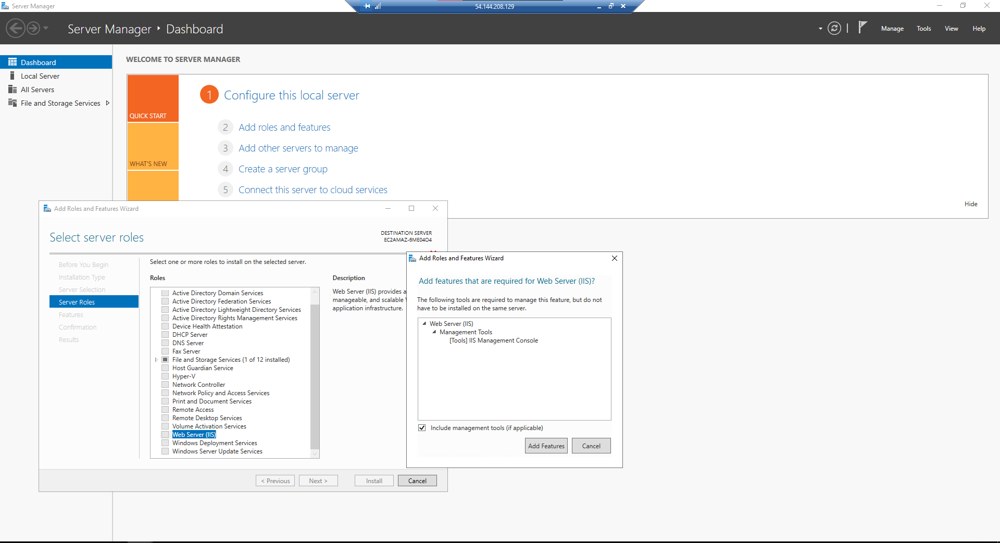 Server Manager
54.144.208.129
Server Manager Dashboard
Manage Tools View Help
Dashboard
Local Server
All Servers
File and Storage Services
WELCOME TO SERVER MANAGER
QUICK START
WHAT'S NEW
1 Configure this local server
2 Add roles and features
3 Add other servers to manage
4 Create a server group
5 Connect this server to cloud services
Hide
Add Roles and Features Wizard
Select server roles
DESTINATION SERVER
EC2AMAZ-6ME04O4
Before You Begin
Installation Type
Server Selection
Server Roles
Features
Confirmation
Results
Select one or more roles to install on the selected server.
Roles
Active Directory Domain Services
Active Directory Federation Services
Active Directory Lightweight Directory Services
Active Directory Rights Management Services
Device Health Attestation
DHCP Server
DNS Server
Fax Server
File and Storage Services (1 of 12 installed)
Host Guardian Service
Hyper-V
Network Controller
Network Policy and Access Services
Print and Document Services
Remote Access
Remote Desktop Services
Volume Activation Services
Web Server (IIS)
Windows Deployment Services
Windows Server Update Services
Description
Web Server (IIS) provides a
manageable, and scalable
application infrastructure.
< Previous
Next >
Install
Cancel
Add Roles and Features Wizard
Add features that are required for Web Server (IIS)?
The following tools are required to manage this feature, but do not
have to be installed on the same server.
Web Server (IIS)
Management Tools
[Tools] IIS Management Console
Include management tools (if applicable)
Add Features
Cancel